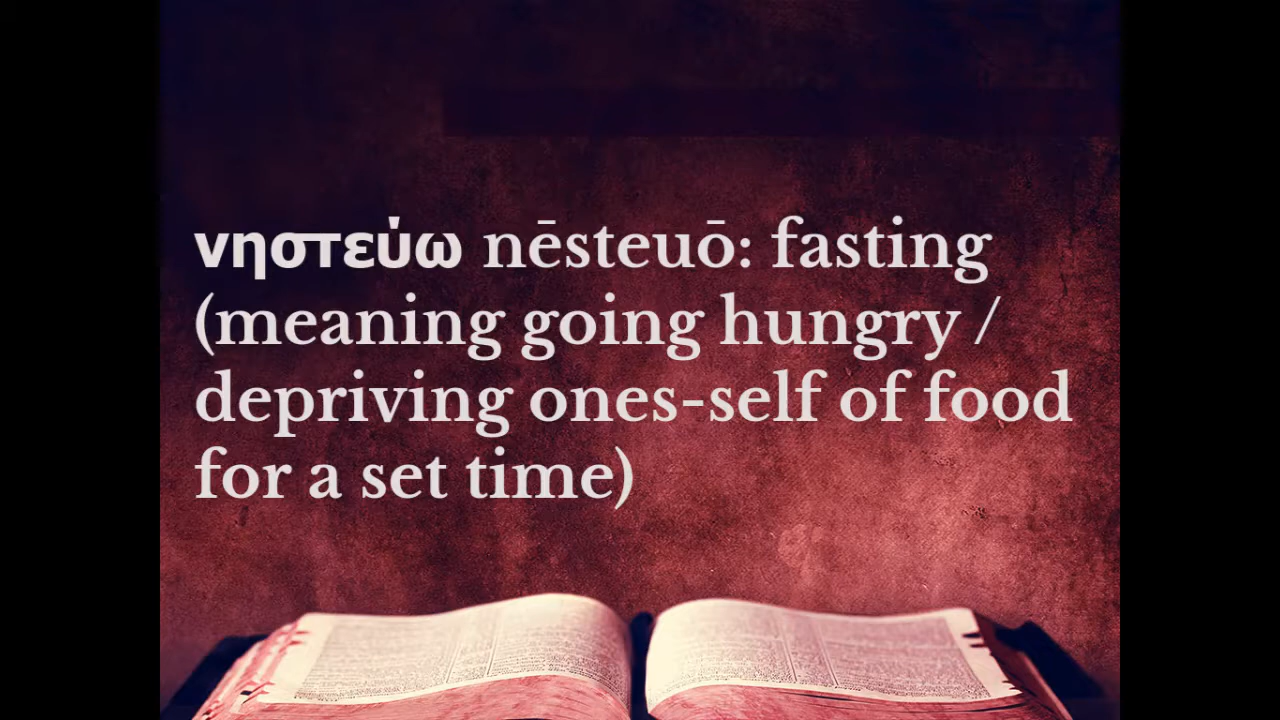 νηστεύω nēsteuō: fasting
(meaning going hungry /
depriving ones-self of food
for a set time)